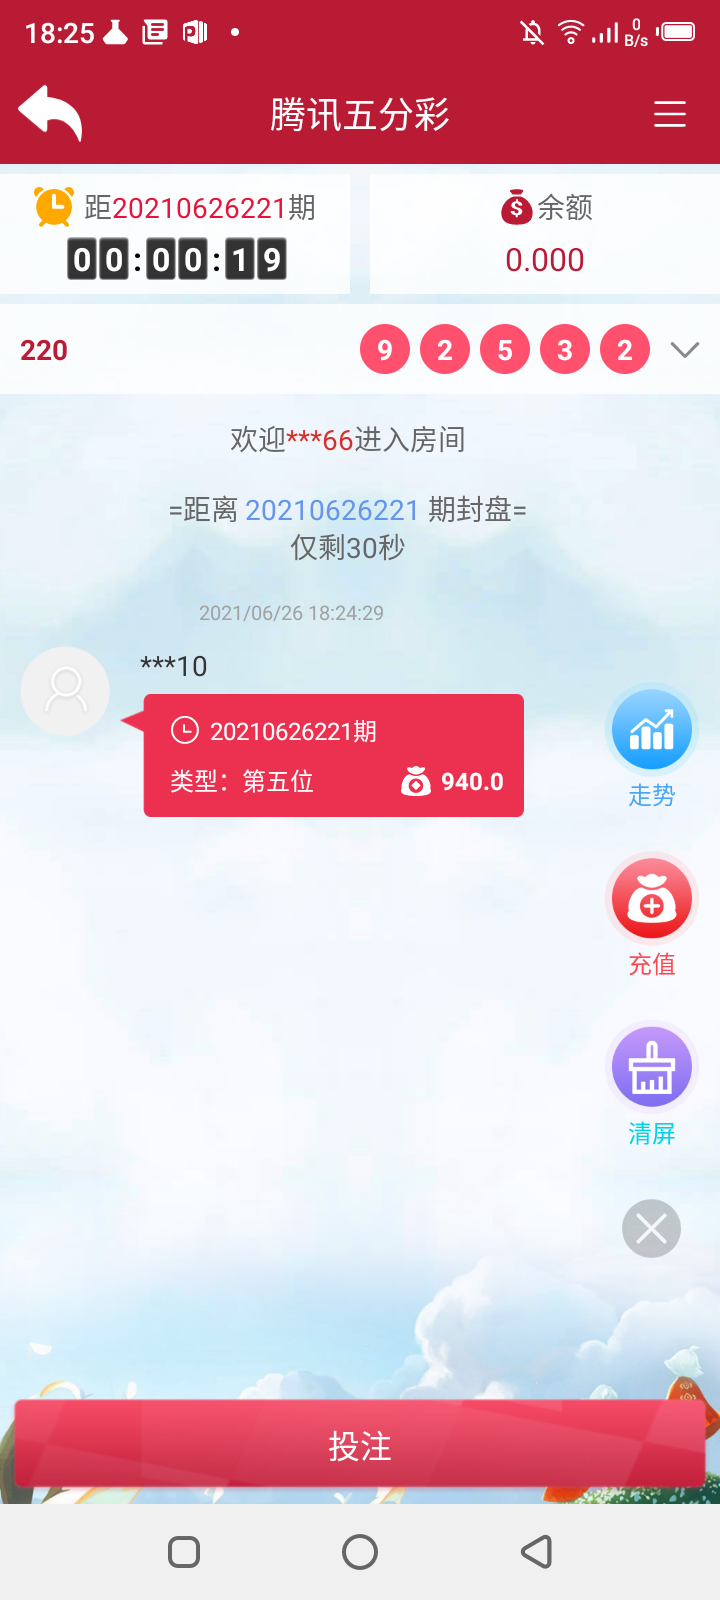 18:25
0
B/s
腾讯五分彩
距20210626221期
00:00:19
余额
0.000
220
9 2 5 3 2
欢迎***66进入房间
=距离 20210626221 期封盘=
仅剩30秒
2021/06/26 18:24:29
***10
20210626221期
类型：第五位
940.0
走势
充值
清屏
投注